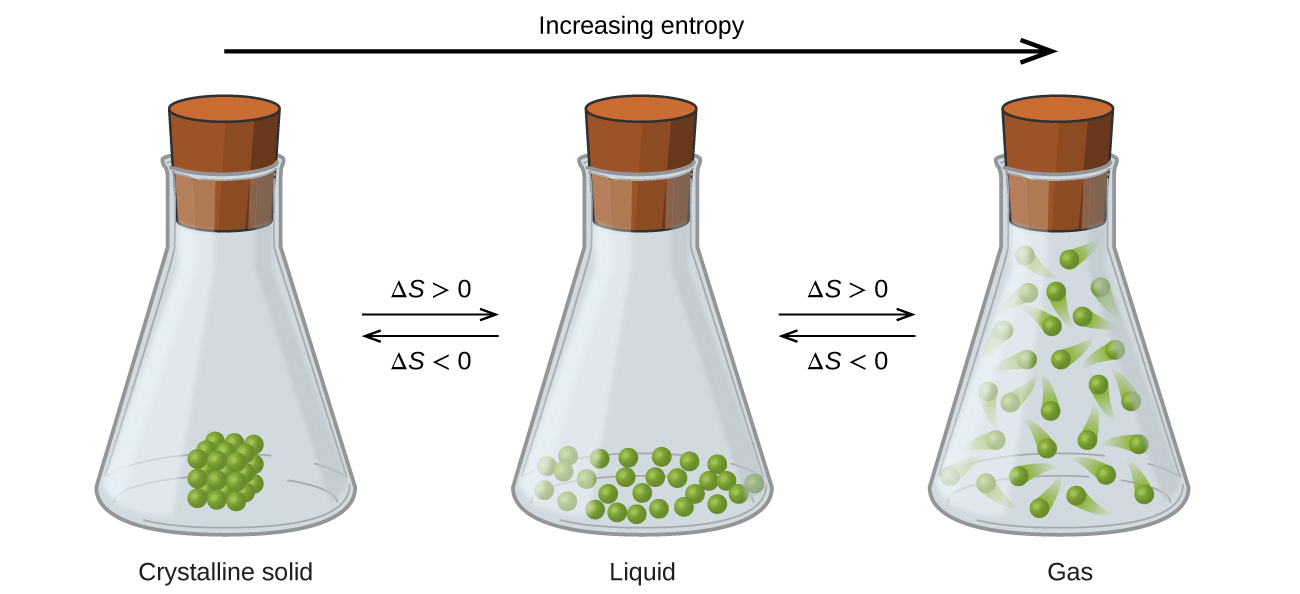 Increasing entropy
ΔS > 0
ΔS < 0
ΔS > 0
ΔS < 0
Crystalline solid
Liquid
Gas